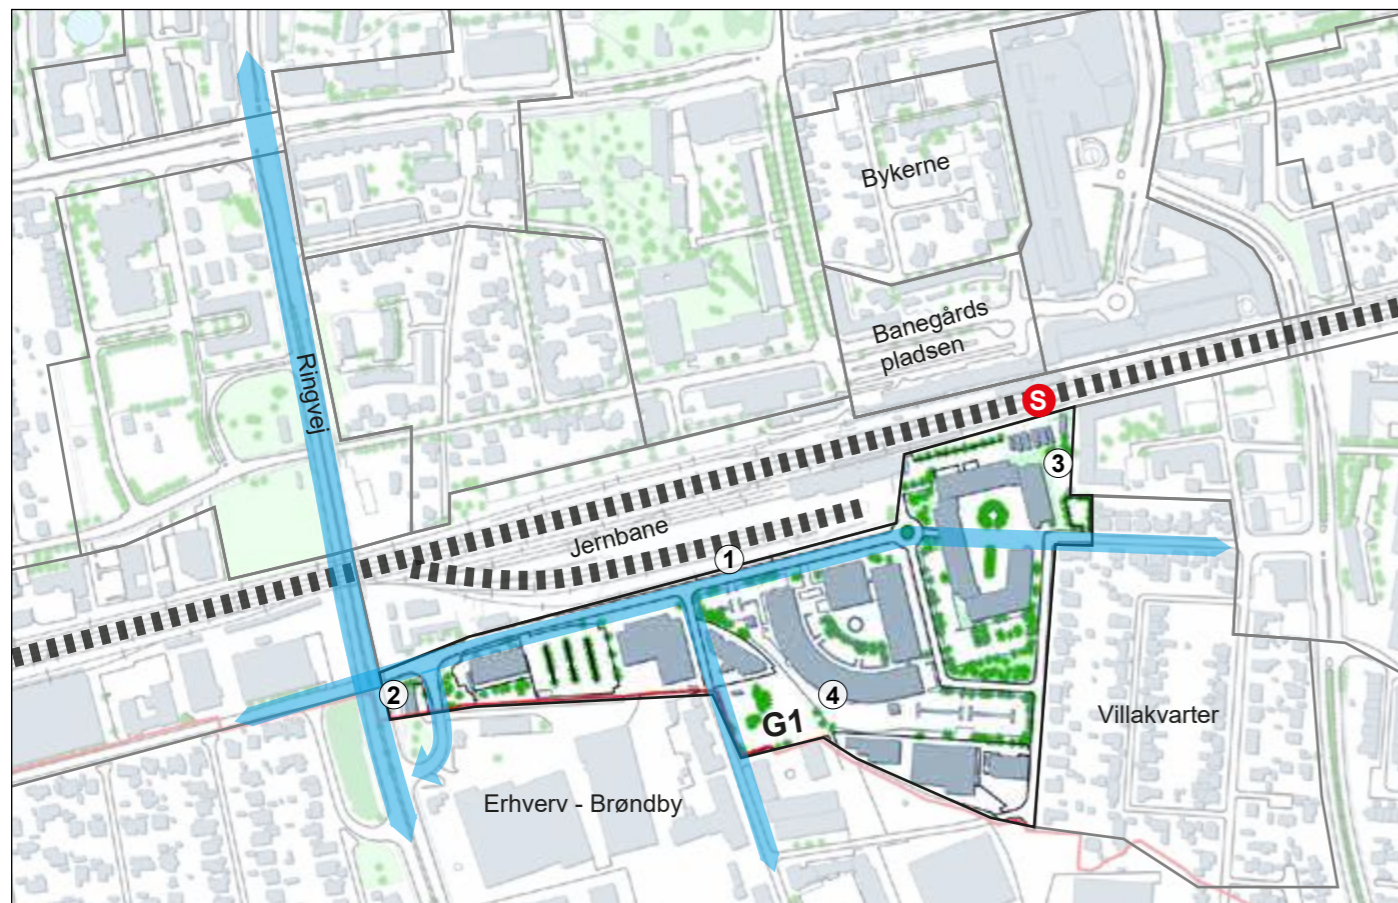 Bykerne
Banegårds
pladsen
Ringvej
S
3
Jernbane
1
2
4
G1
Villakvarter
Erhverv - Brøndby